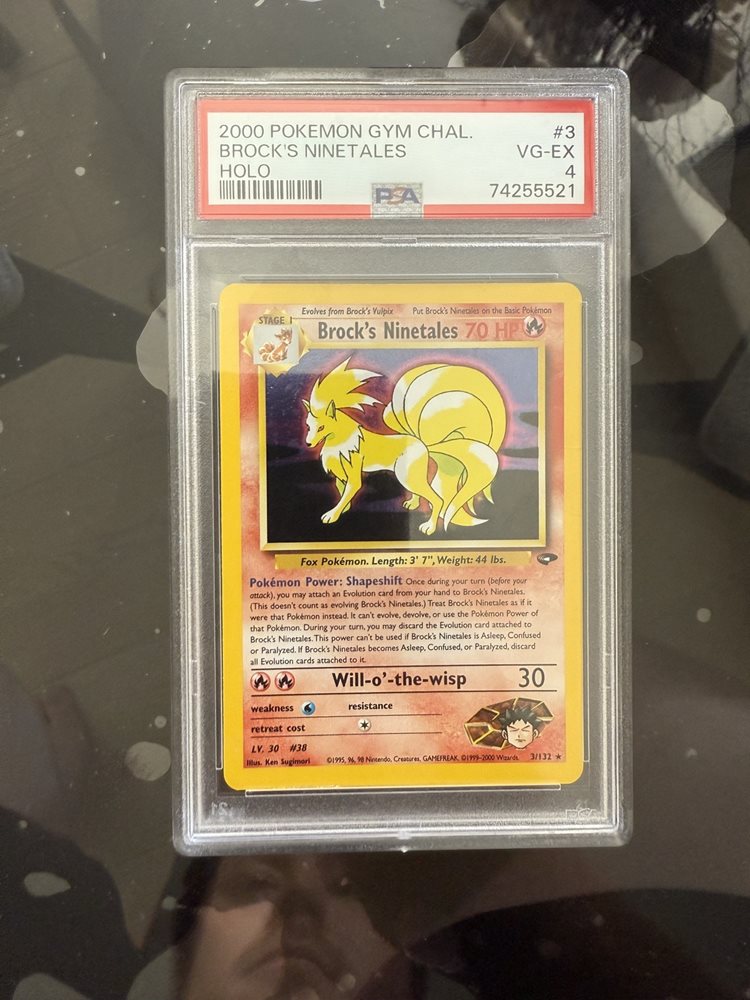 2000 POKEMON GYM CHAL. #3
BROCK'S NINETALES VG-EX
HOLO 4
PSA 74255521
Evolves from Brock's Vulpix Put Brock's Ninetales on the Basic Pokémon
STAGE 1
Brock's Ninetales 70 HP
Fox Pokémon. Length: 3' 7", Weight: 44 lbs.
Pokémon Power: Shapeshift Once during your turn (before your
attack), you may attach an Evolution card from your hand to Brock's Ninetales.
(This doesn't count as evolving Brock's Ninetales.) Treat Brock's Ninetales as if it
were that Pokémon instead. It can't evolve, devolve, or use the Pokémon Power of
that Pokémon. During your turn, you may discard the Evolution card attached to
Brock's Ninetales. This power can't be used if Brock's Ninetales is Asleep, Confused
or Paralyzed. If Brock's Ninetales becomes Asleep, Confused, or Paralyzed, discard
all Evolution cards attached to it.
Will-o'-the-wisp 30
weakness resistance
retreat cost
LV. 30 #38
Illus. Ken Sugimori ©1995, 96, 98 Nintendo, Creatures, GAMEFREAK. ©1999-2000 Wizards. 3/132 ★